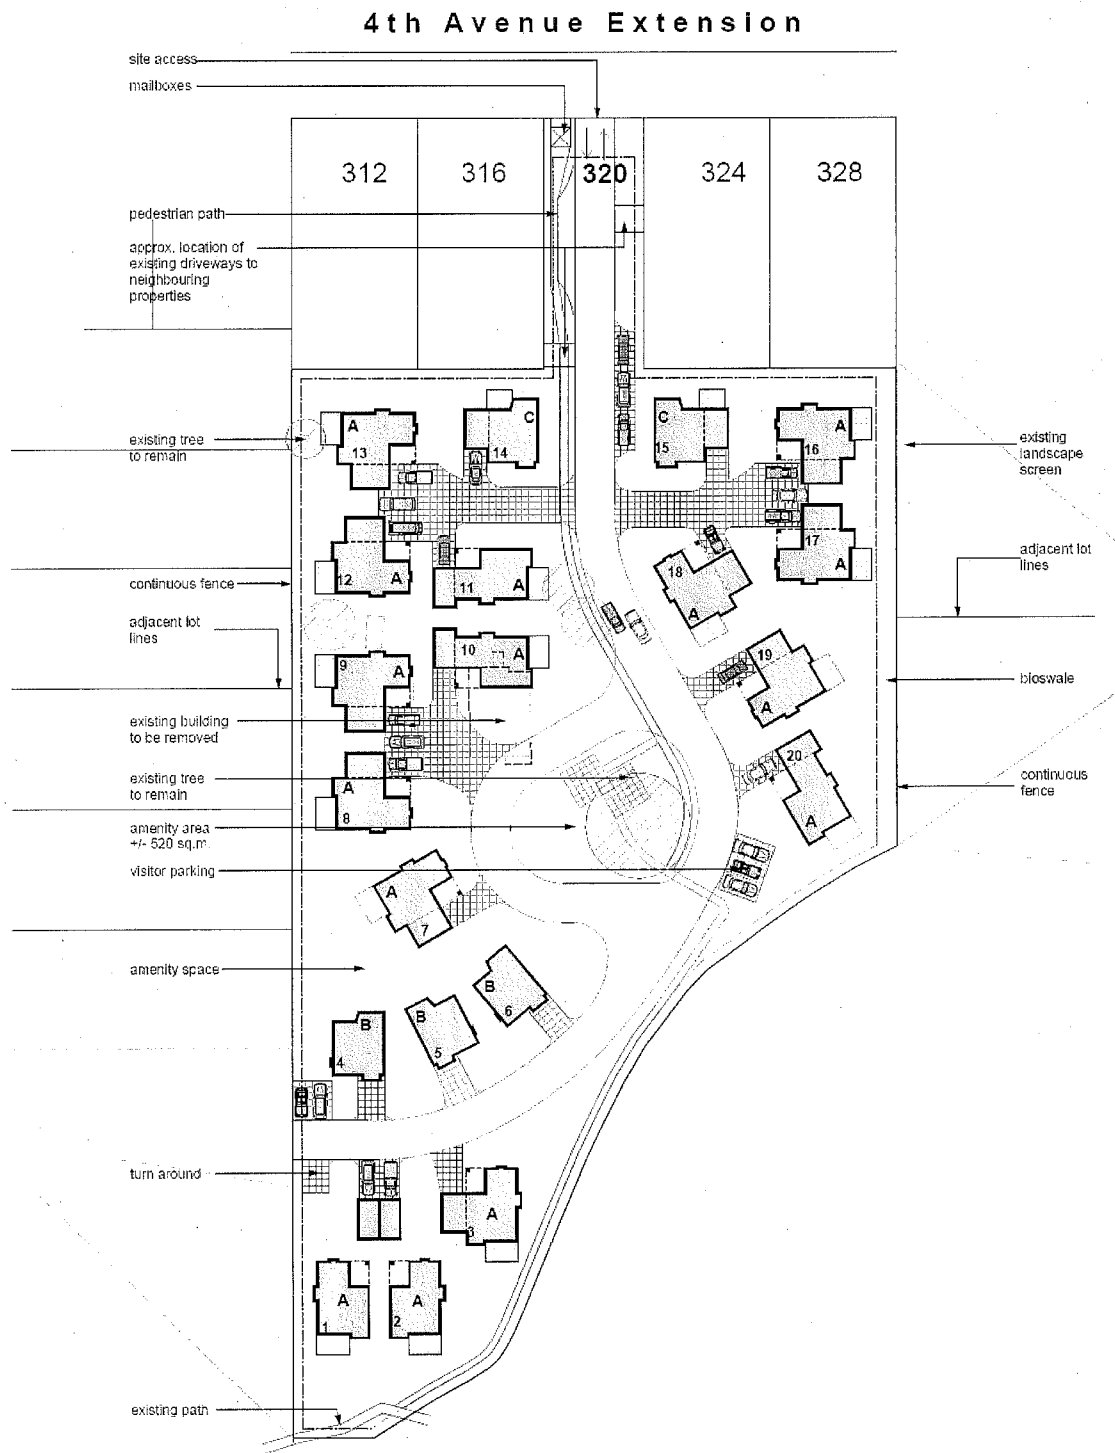 4th Avenue Extension
site access
mailboxes
312
316
320
324
328
pedestrian path
approx. location of
existing driveways to
neighbouring
properties
existing tree
to remain
A
13
C
14
C
15
A
16
existing
landscape
screen
continuous fence
12
A
11
A
18
A
17
A
adjacent lot
lines
adjacent lot
lines
9
A
10
A
19
A
bioswale
existing building
to be removed
existing tree
to remain
A
8
20
A
continuous
fence
amenity area
+/- 520 sq.m.
visitor parking
A
7
amenity space
B
6
B
5
B
4
turn around
A
3
A
1
A
2
existing path